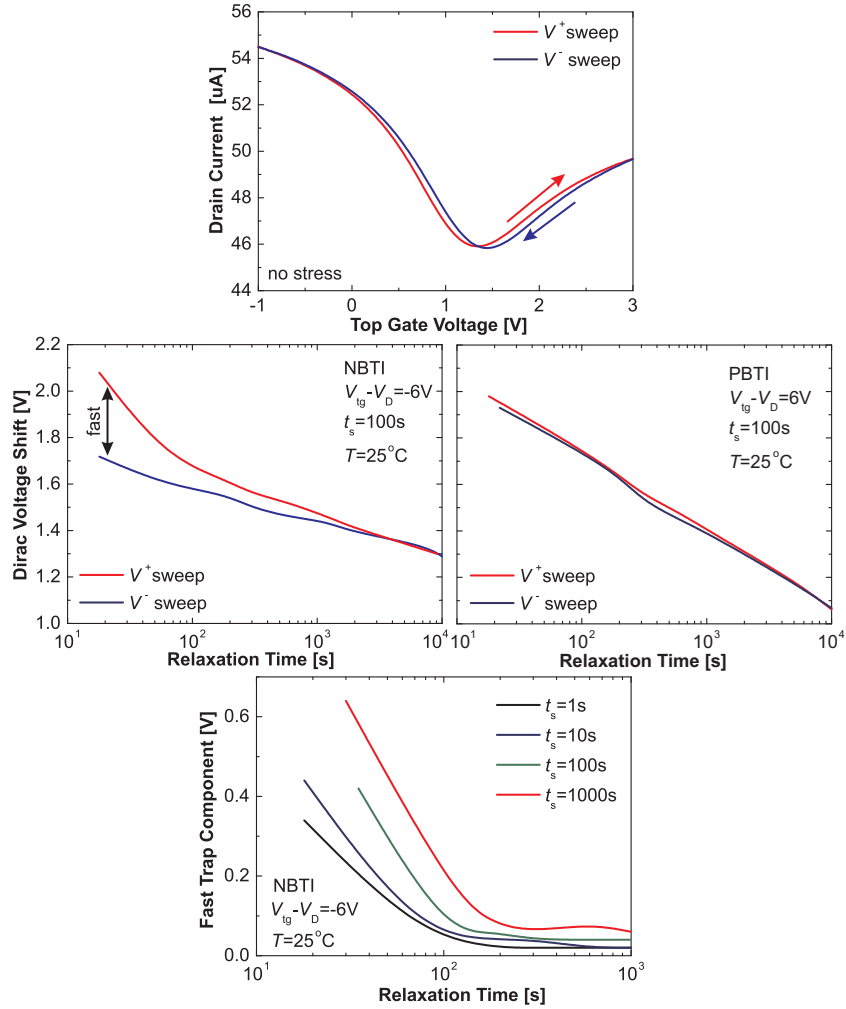 56
54
52
50
48
46
44
Drain Current [uA]
V⁺ sweep
V⁻ sweep
no stress
-1 0 1 2 3
Top Gate Voltage [V]
2.2
2.0
1.8
1.6
1.4
1.2
1.0
Dirac Voltage Shift [V]
fast
NBTI
Vtg-VD=-6V
ts=100s
T=25°C
V⁺ sweep
V⁻ sweep
10¹ 10² 10³ 10⁴
Relaxation Time [s]
PBTI
Vtg-VD=6V
ts=100s
T=25°C
V⁺ sweep
V⁻ sweep
10¹ 10² 10³ 10⁴
Relaxation Time [s]
0.6
0.4
0.2
0.0
Fast Trap Component [V]
ts=1s
ts=10s
ts=100s
ts=1000s
NBTI
Vtg-VD=-6V
T=25°C
10¹ 10² 10³
Relaxation Time [s]